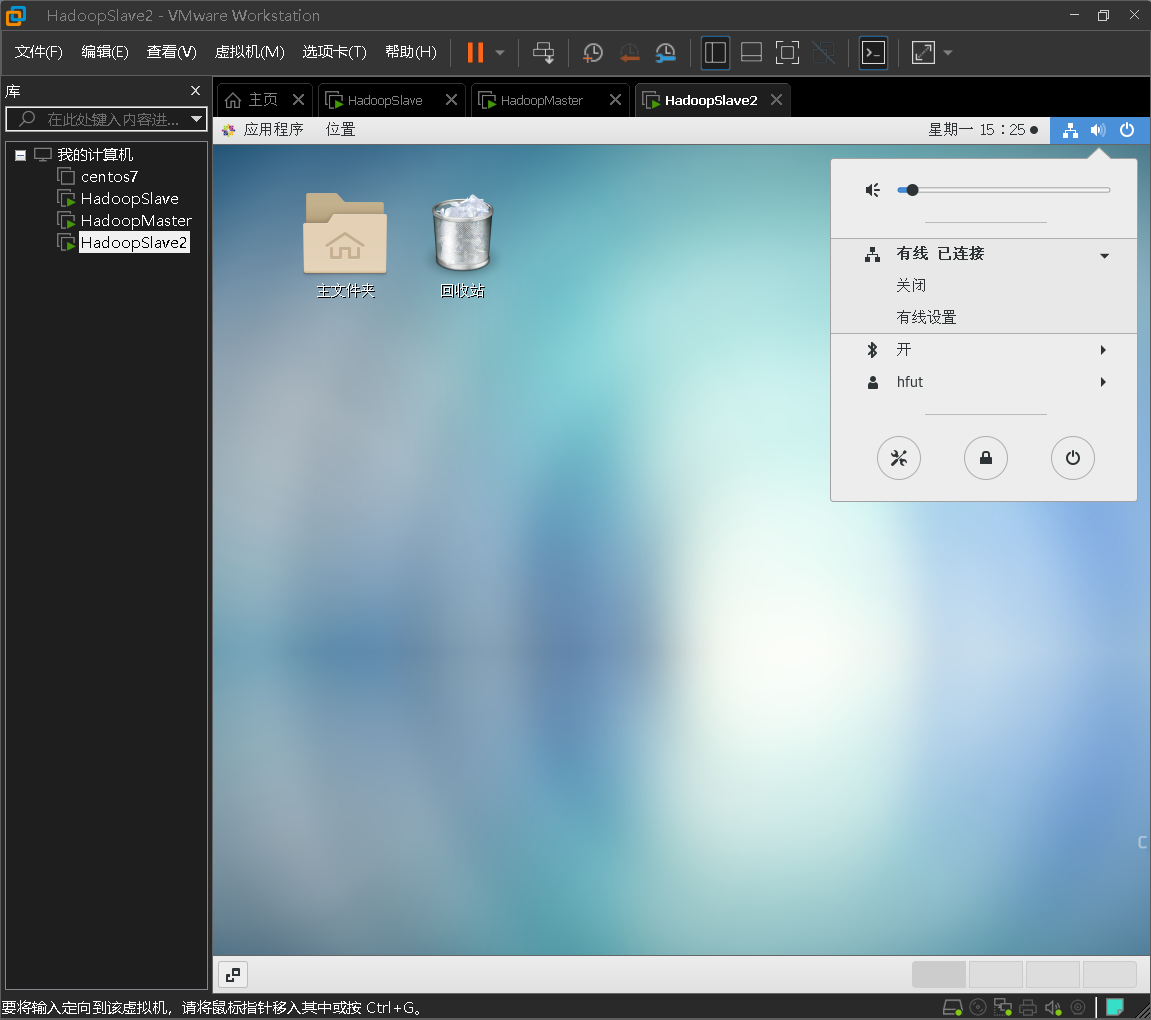 HadoopSlave2 - VMware Workstation
文件(F) 编辑(E) 查看(V) 虚拟机(M) 选项卡(T) 帮助(H)
库
在此处键入内容进...
我的计算机
centos7
HadoopSlave
HadoopMaster
HadoopSlave2
主页 HadoopSlave HadoopMaster HadoopSlave2
应用程序 位置 星期一 15：25
主文件夹 回收站
有线 已连接
关闭
有线设置
开
hfut
C
要将输入定向到该虚拟机，请将鼠标指针移入其中或按 Ctrl+G。